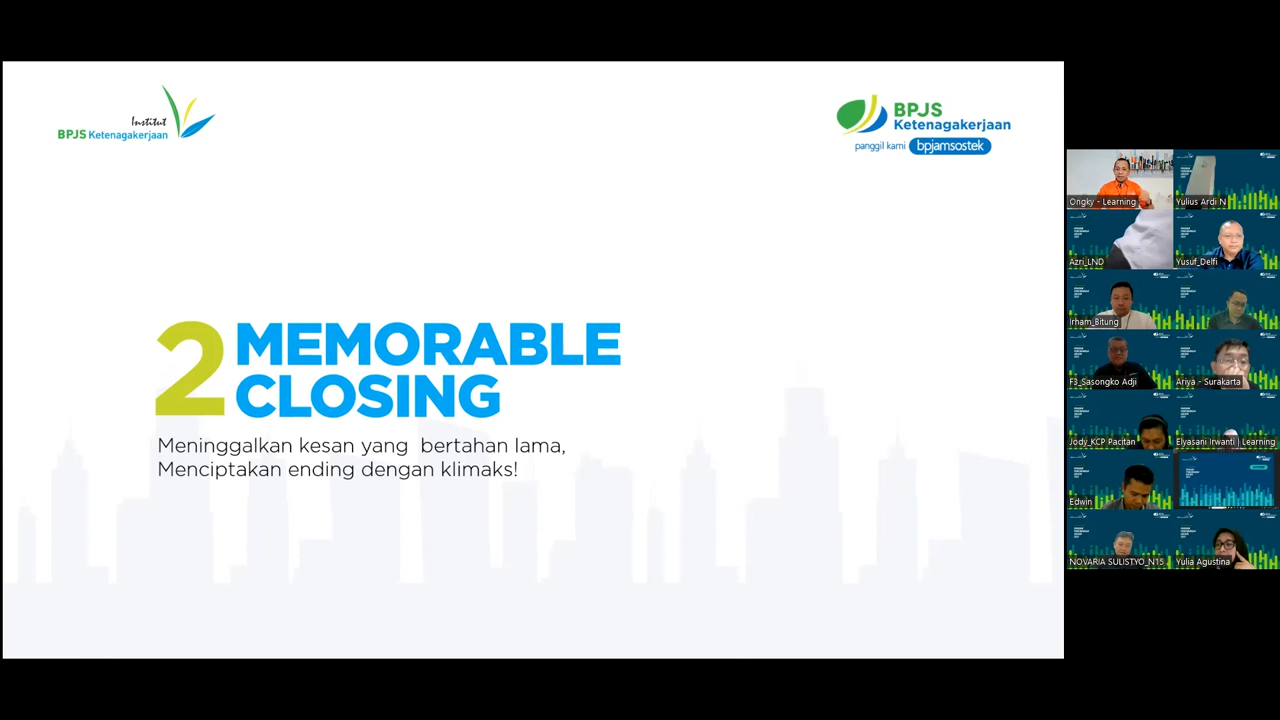 Institut
BPJS Ketenagakerjaan
BPJS
Ketenagakerjaan
panggil kami bpjamsostek
2 MEMORABLE
CLOSING
Meninggalkan kesan yang bertahan lama,
Menciptakan ending dengan klimaks!
Ongky - Learning
Yulius Ardi N
Azri_LND
Yusuf_Delfi
Irham_Bitung
F3_Sasongko Adji
Ariya - Surakarta
Jody_KCP Pacitan
Elyasani Irwanti | Learning
Edwin
NOVARIA SULISTYO_N15...
Yulia Agustina